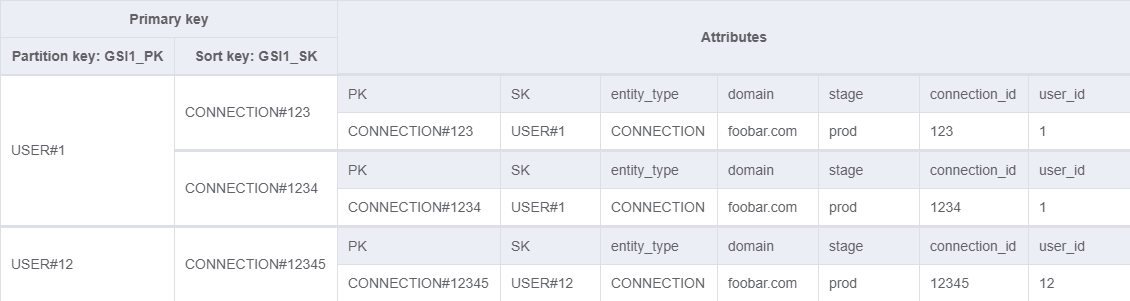 Primary key
Attributes
Partition key: GSI1_PK Sort key: GSI1_SK
USER#1 CONNECTION#123 PK SK entity_type domain stage connection_id user_id
CONNECTION#123 USER#1 CONNECTION foobar.com prod 123 1
CONNECTION#1234 PK SK entity_type domain stage connection_id user_id
CONNECTION#1234 USER#1 CONNECTION foobar.com prod 1234 1
USER#12 CONNECTION#12345 PK SK entity_type domain stage connection_id user_id
CONNECTION#12345 USER#12 CONNECTION foobar.com prod 12345 12